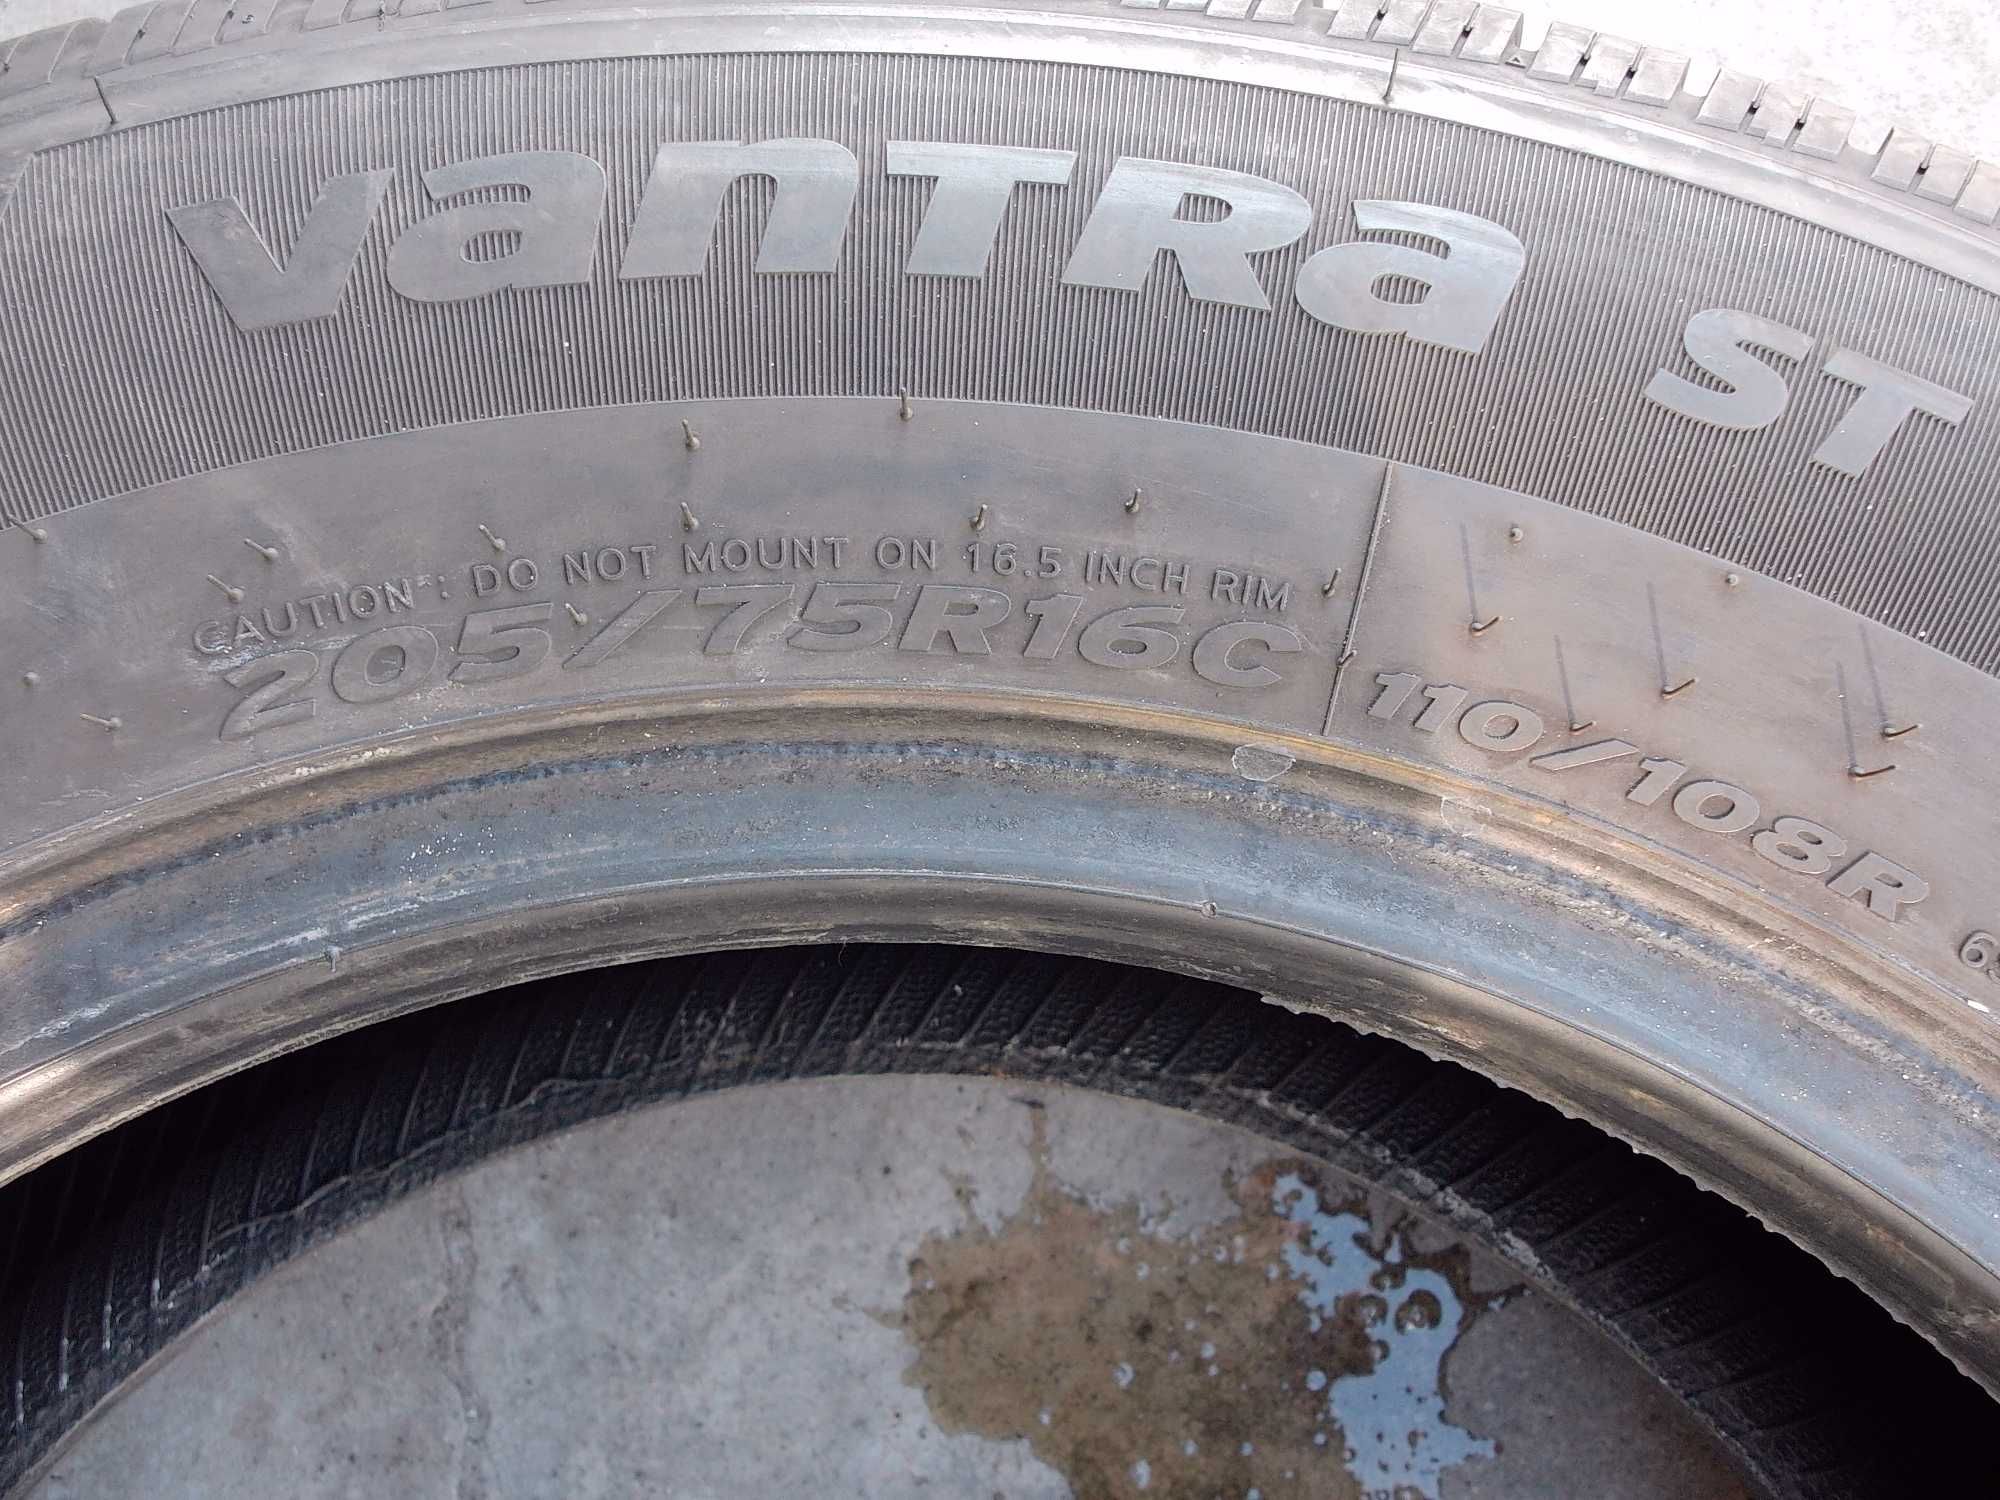 vanTRa ST
CAUTION : DO NOT MOUNT ON 16.5 INCH RIM
205/75R16C
110/108R